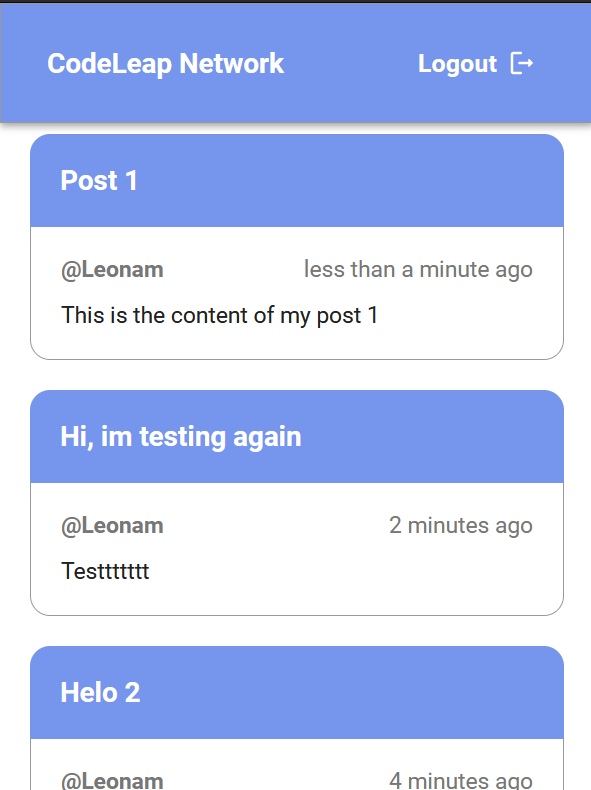 CodeLeap Network
Logout
Post 1
@Leonam less than a minute ago
This is the content of my post 1
Hi, im testing again
@Leonam 2 minutes ago
Testttttttt
Helo 2
@Leonam 4 minutes ago